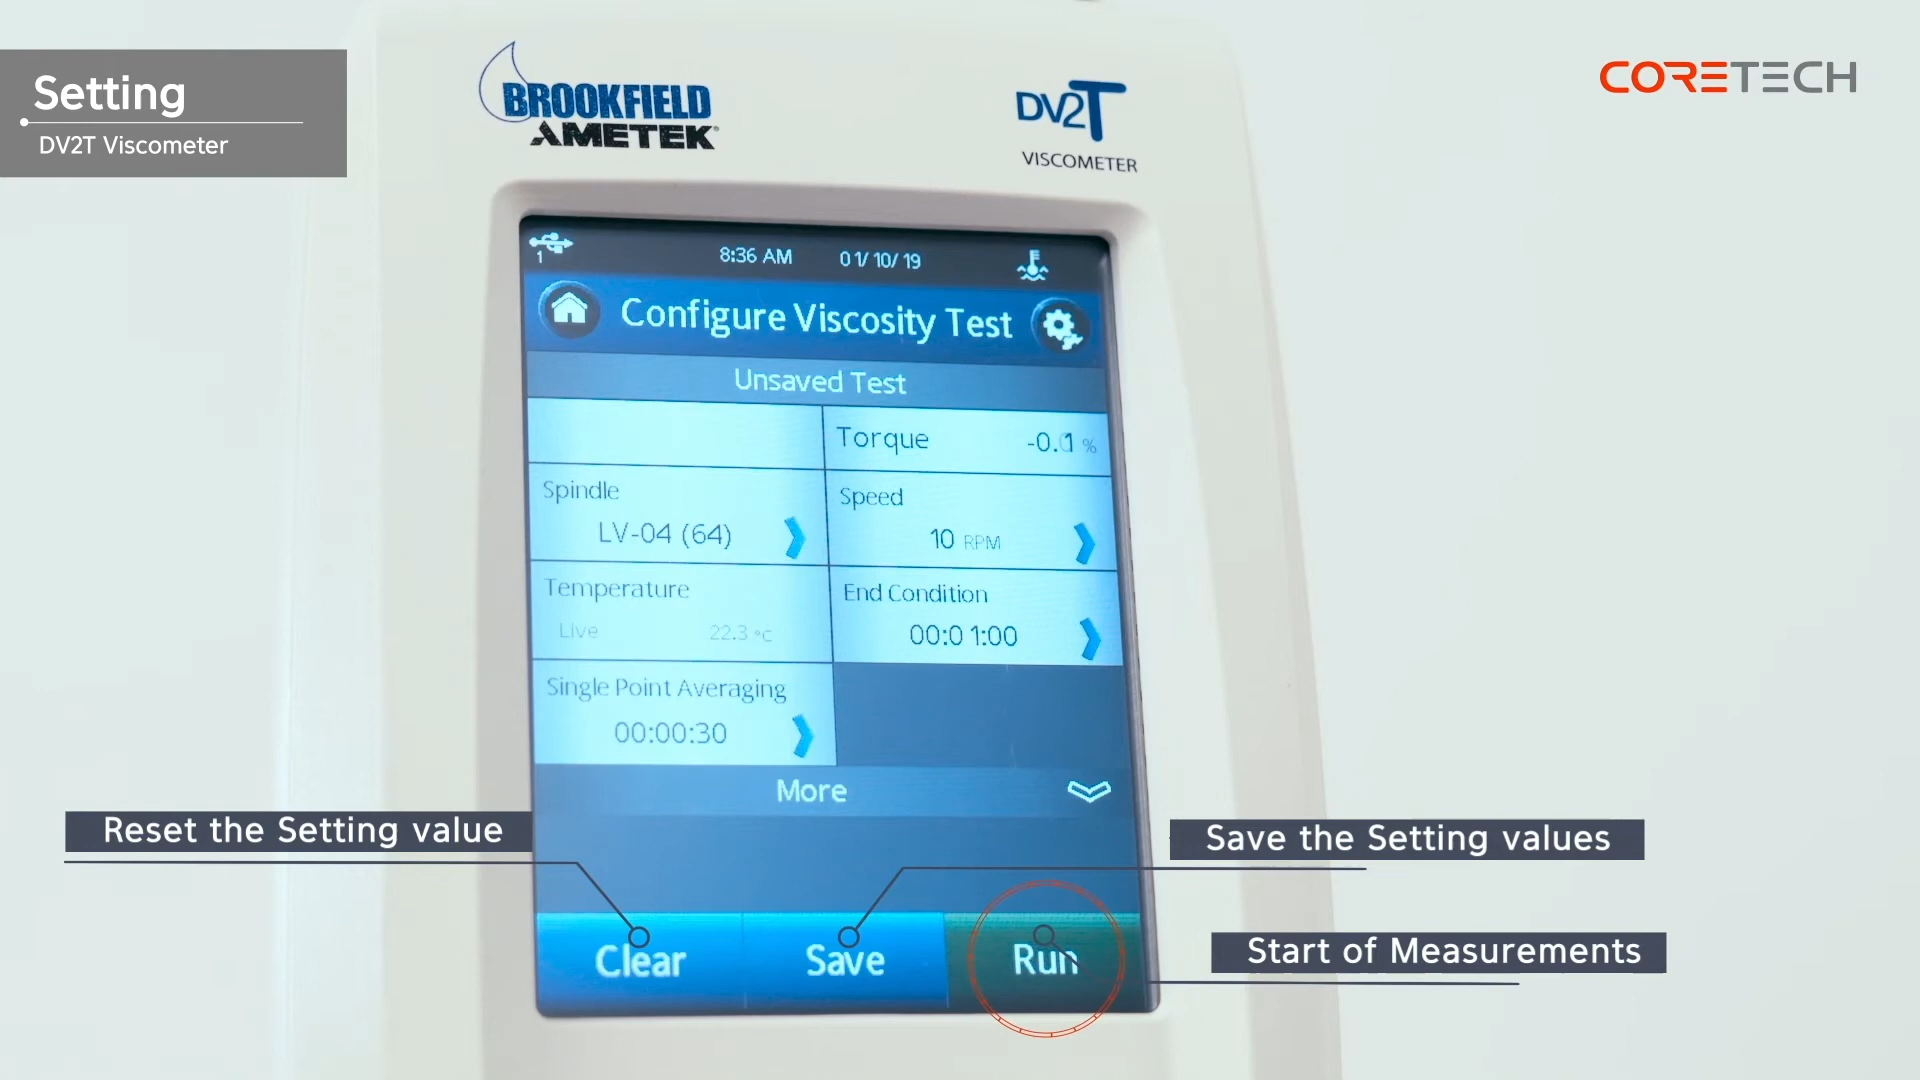 Setting
DV2T Viscometer
CORETECH
BROOKFIELD
AMETEK
DV2T
VISCOMETER
1
8:36 AM 01/10/19
Configure Viscosity Test
Unsaved Test
Torque %
Spindle
LV-04 (64)
Speed
10 RPM
Temperature
Live 22.3 °C
End Condition
00:01:00
Single Point Averaging
00:00:30
More
Reset the Setting value
Save the Setting values
Start of Measurements
Clear
Save
Run